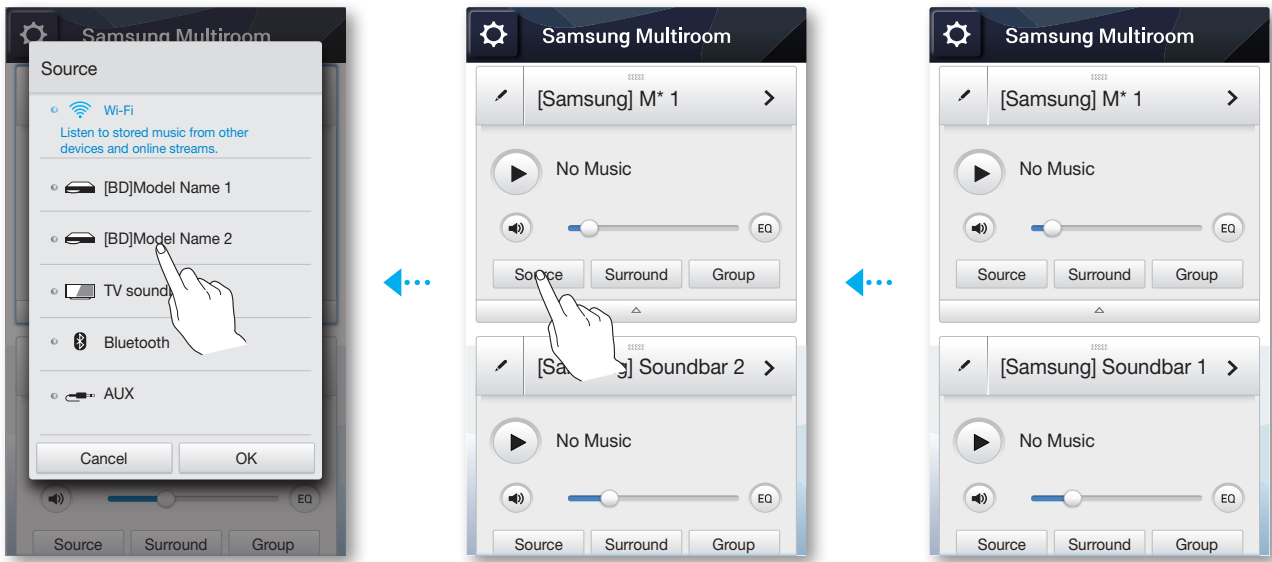 Samsung Multiroom
Source
Wi-Fi
Listen to stored music from other
devices and online streams.
[BD]Model Name 1
[BD]Model Name 2
TV sound
Bluetooth
AUX
Cancel
OK
EQ
Source
Surround
Group
Samsung Multiroom
[Samsung] M* 1
No Music
EQ
Source
Surround
Group
[Samsung] Soundbar 2
No Music
EQ
Source
Surround
Group
Samsung Multiroom
[Samsung] M* 1
No Music
EQ
Source
Surround
Group
[Samsung] Soundbar 1
No Music
EQ
Source
Surround
Group